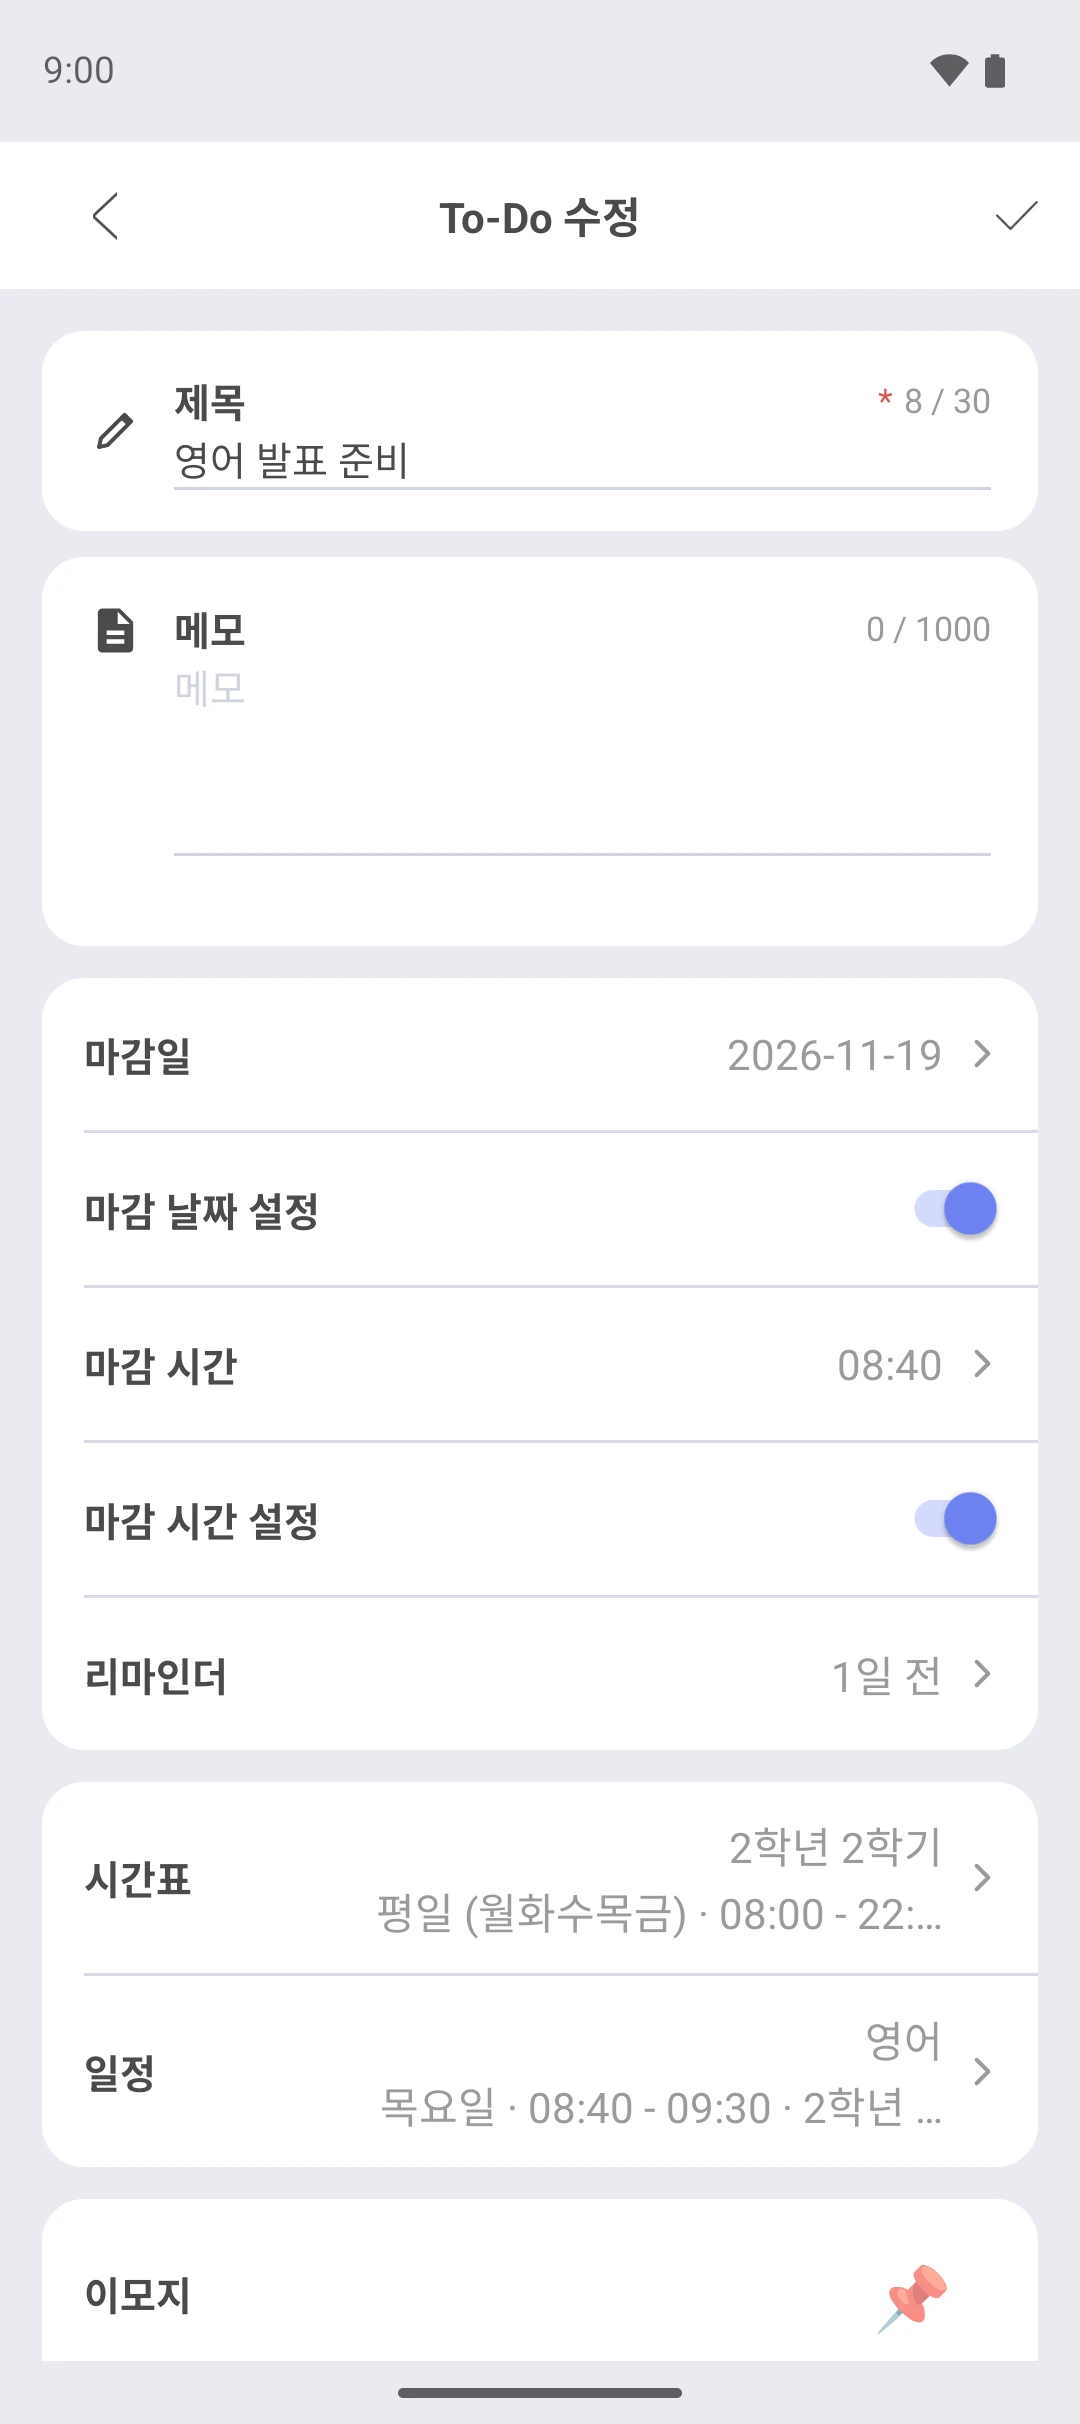 9:00
To-Do 수정
제목
* 8 / 30
영어 발표 준비
메모
0 / 1000
메모
마감일
2026-11-19
마감 날짜 설정
마감 시간
08:40
마감 시간 설정
리마인더
1일 전
시간표
2학년 2학기
평일 (월화수목금) · 08:00 - 22:...
일정
영어
목요일 · 08:40 - 09:30 · 2학년 ...
이모지